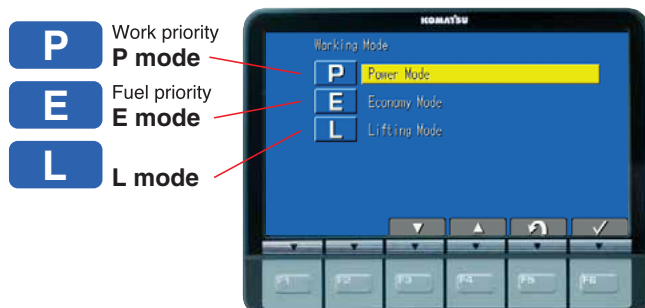 P
Work priority
P mode
E
Fuel priority
E mode
L
L mode
KOMATSU
Working Mode
P Power Mode
E Economy Mode
L Lifting Mode
F1 F2 F3 F4 F5 F6